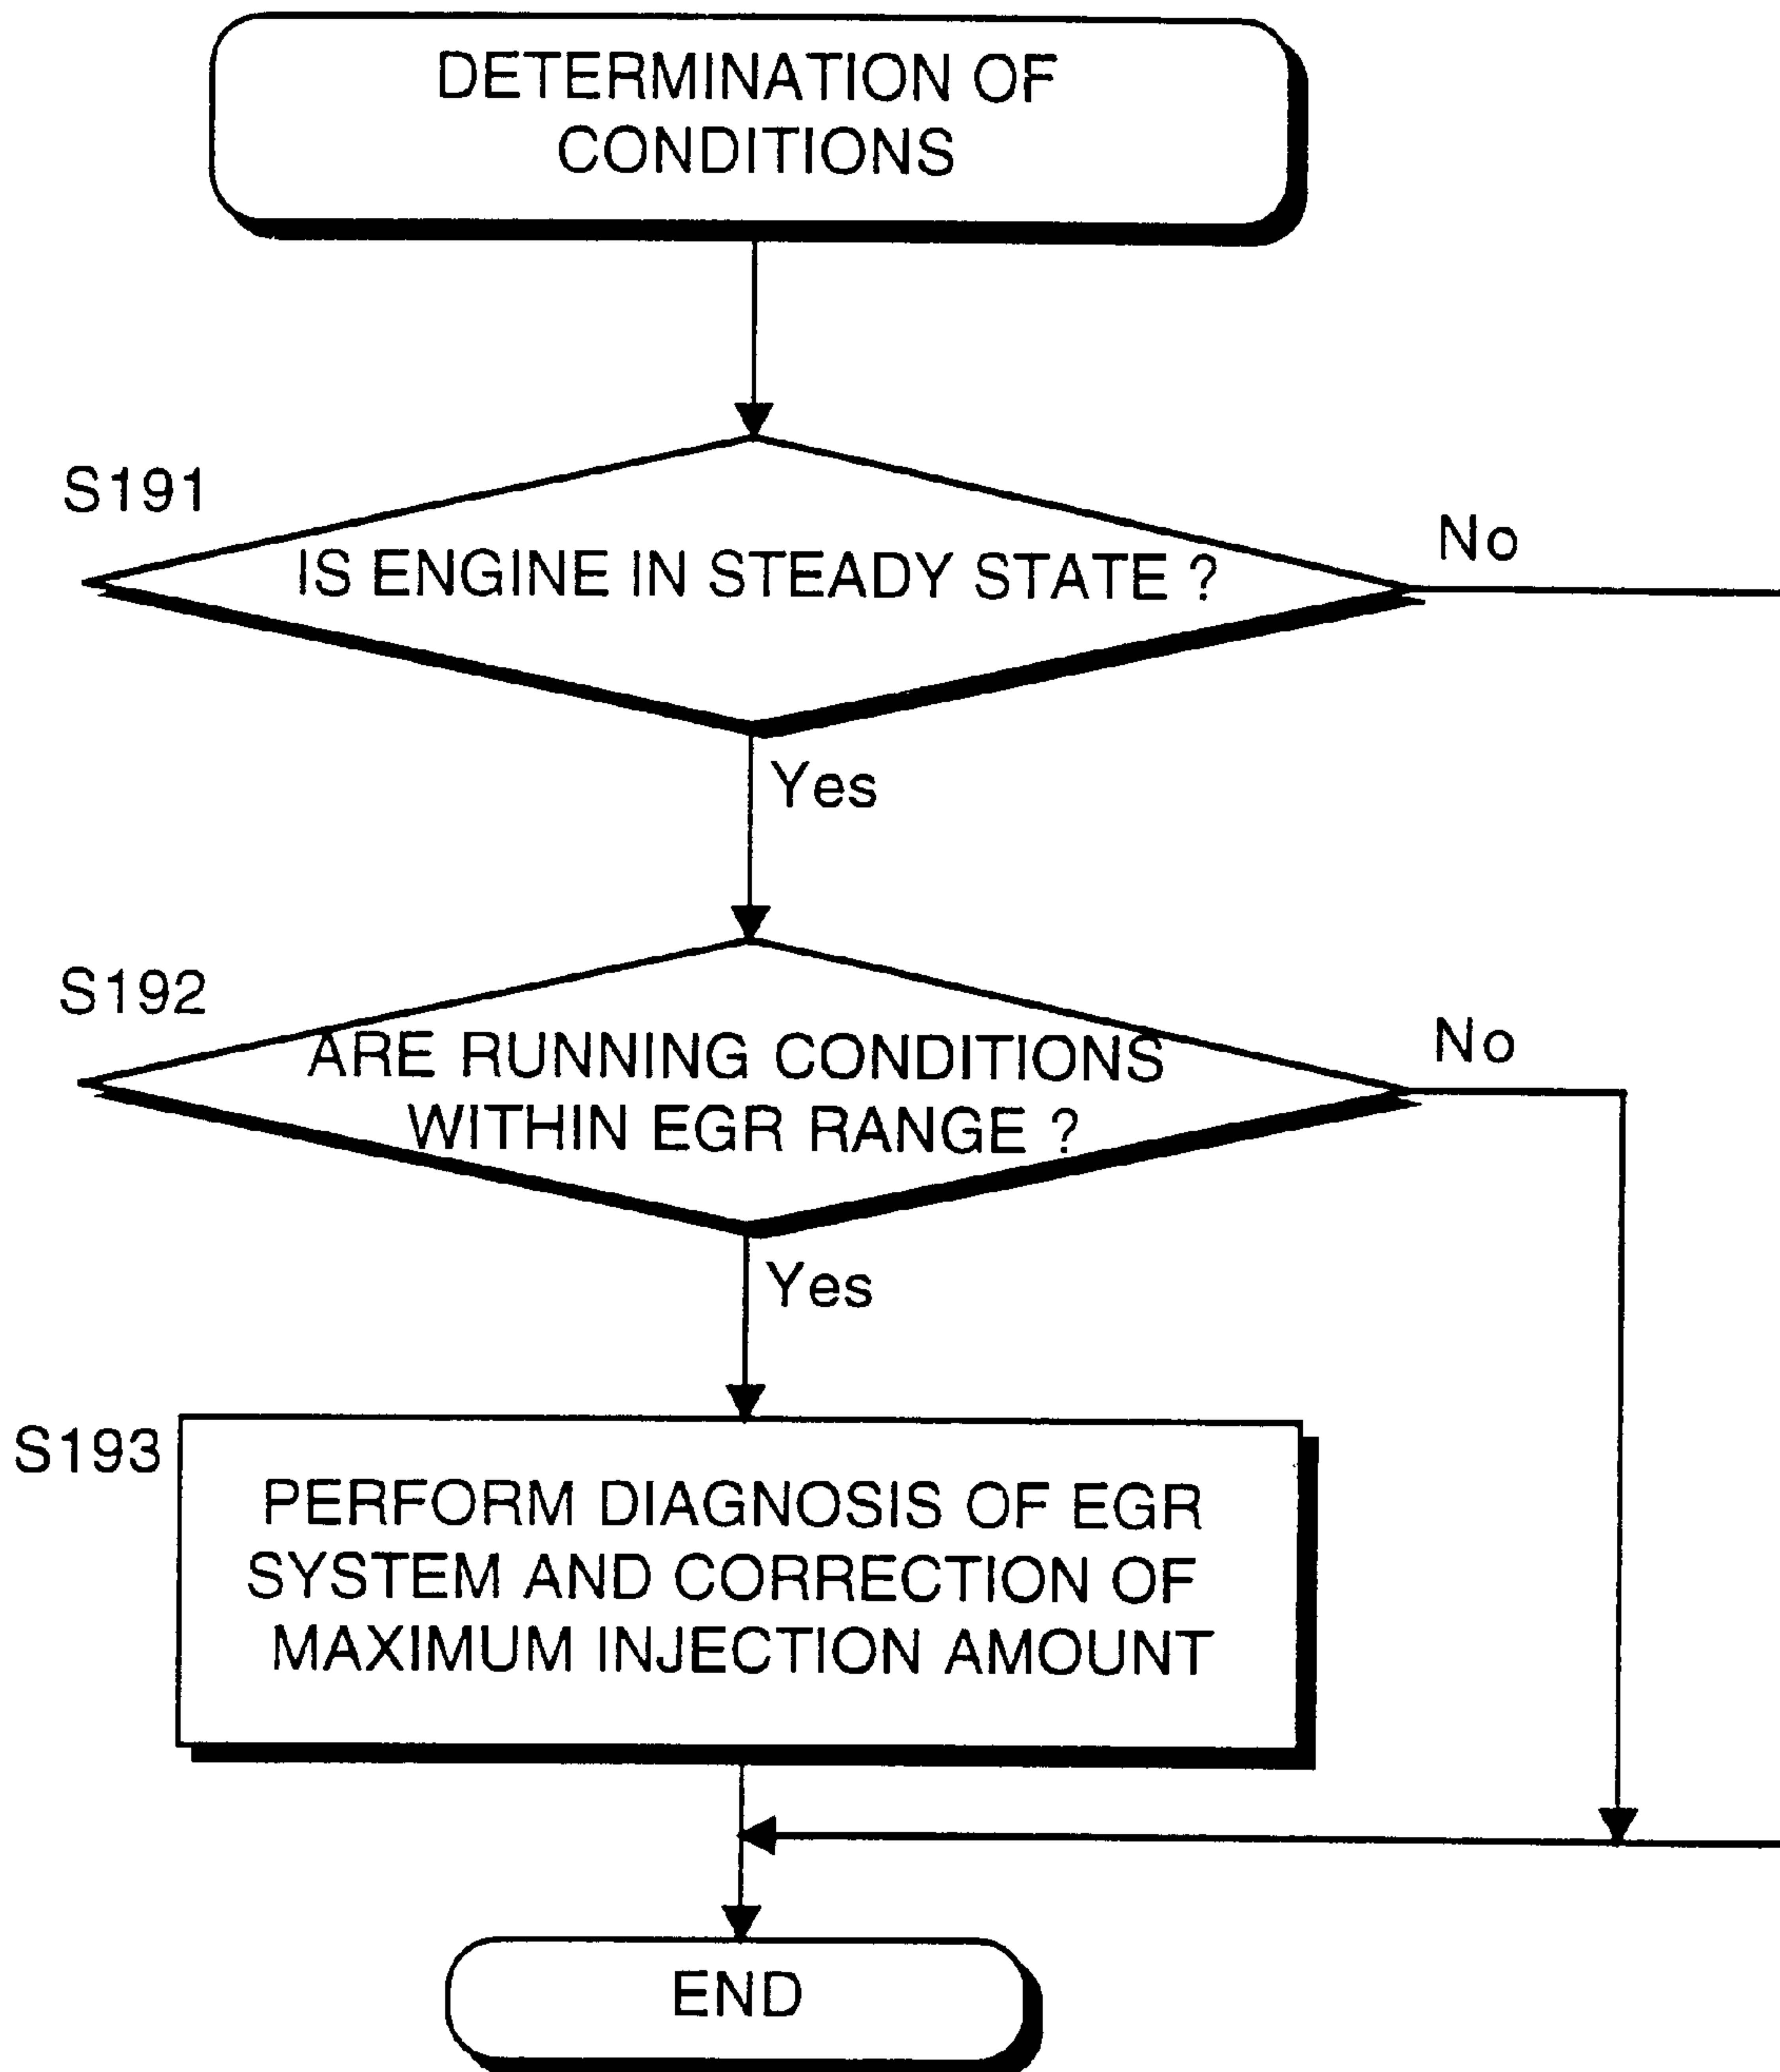 DETERMINATION OF
CONDITIONS
S191
IS ENGINE IN STEADY STATE ?
No
Yes
S192
ARE RUNNING CONDITIONS
WITHIN EGR RANGE ?
No
Yes
S193
PERFORM DIAGNOSIS OF EGR
SYSTEM AND CORRECTION OF
MAXIMUM INJECTION AMOUNT
END